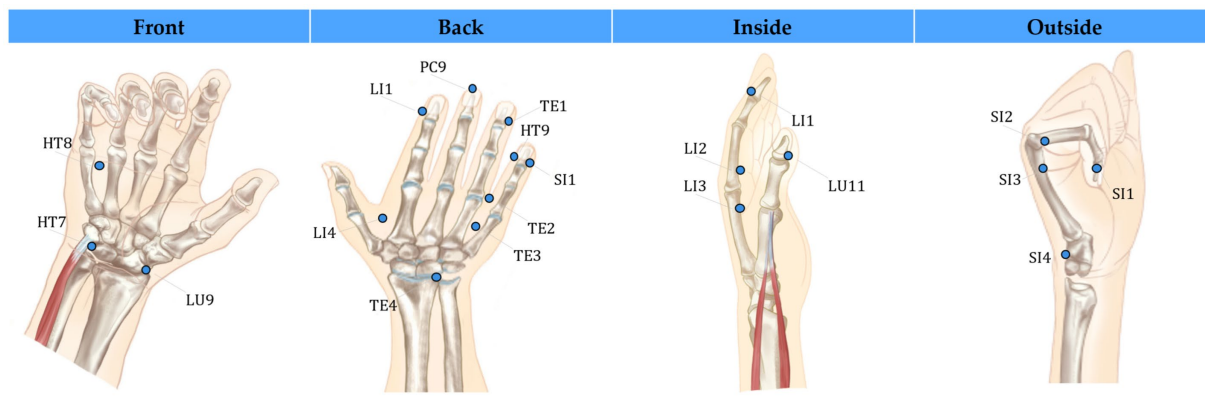 Front
Back
Inside
Outside
HT8
HT7
LU9
PC9
LI1
TE1
HT9
SI1
TE2
TE3
LI4
TE4
LI1
LI2
LI3
LU11
SI2
SI3
SI1
SI4